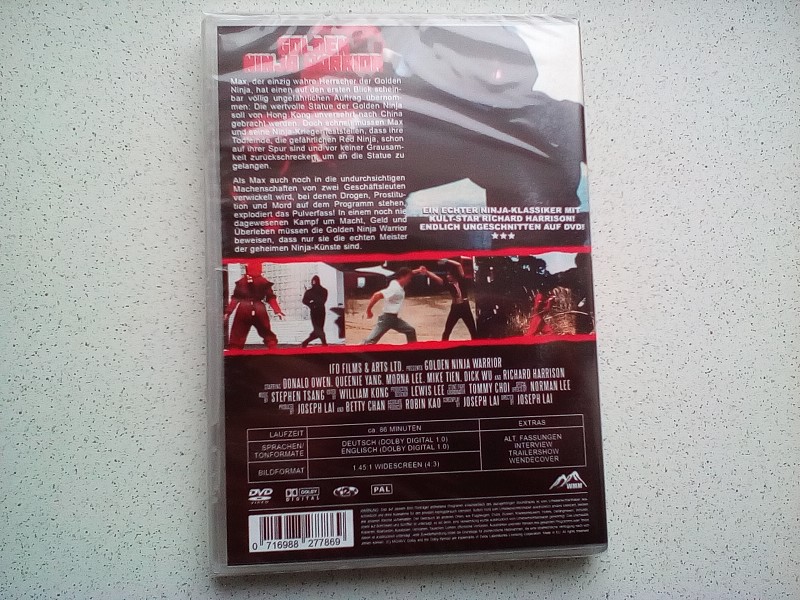 GOLDEN
NINJA WARRIOR
Max, der einzig wahre Herrscher der Golden
Ninja, hat einen auf den ersten Blick schein-
bar völlig ungefährlichen Auftrag übernom-
men: Die wertvolle Statue der Golden Ninja
soll von Hong Kong unversehrt nach China
gebracht werden. Doch schnell müssen Max
und seine Ninja-Krieger feststellen, dass ihre
Todfeinde, die gefährlichen Red Ninja, schon
auf ihrer Spur sind und vor keiner Grausam-
keit zurückschrecken, um an die Statue zu
gelangen.
Als Max auch noch in die undurchsichtigen
Machenschaften von zwei Geschäftsleuten
verwickelt wird, bei denen Drogen, Prostitu-
tion und Mord auf dem Programm stehen,
explodiert das Pulverfass! In einem noch nie
dagewesenen Kampf um Macht, Geld und
Überleben müssen die Golden Ninja Warrior
beweisen, dass nur sie die echten Meister
der geheimen Ninja-Künste sind.
EIN ECHTER NINJA-KLASSIKER MIT
KULT-STAR RICHARD HARRISON!
ENDLICH UNGESCHNITTEN AUF DVD!
★★★
IFD FILMS & ARTS LTD. PRESENTS GOLDEN NINJA WARRIOR
STARRING DONALD OWEN, QUEENIE YANG, MORNA LEE, MIKE TIEN, DICK WU AND RICHARD HARRISON
STEPHEN TSANG WILLIAM KONG LEWIS LEE TOMMY CHOI NORMAN LEE
JOSEPH LAI AND BETTY CHAN ROBIN KAO JOSEPH LAI JOSEPH LAI
LAUFZEIT ca. 86 MINUTEN
SPRACHEN/
TONFORMATE DEUTSCH (DOLBY DIGITAL 1.0)
ENGLISCH (DOLBY DIGITAL 1.0)
BILDFORMAT 1.45:1 WIDESCREEN (4:3)
EXTRAS
ALT. FASSUNGEN
INTERVIEW
TRAILERSHOW
WENDECOVER
DVD VIDEO
DOLBY DIGITAL
2
PAL
WMM
0 716988 277869